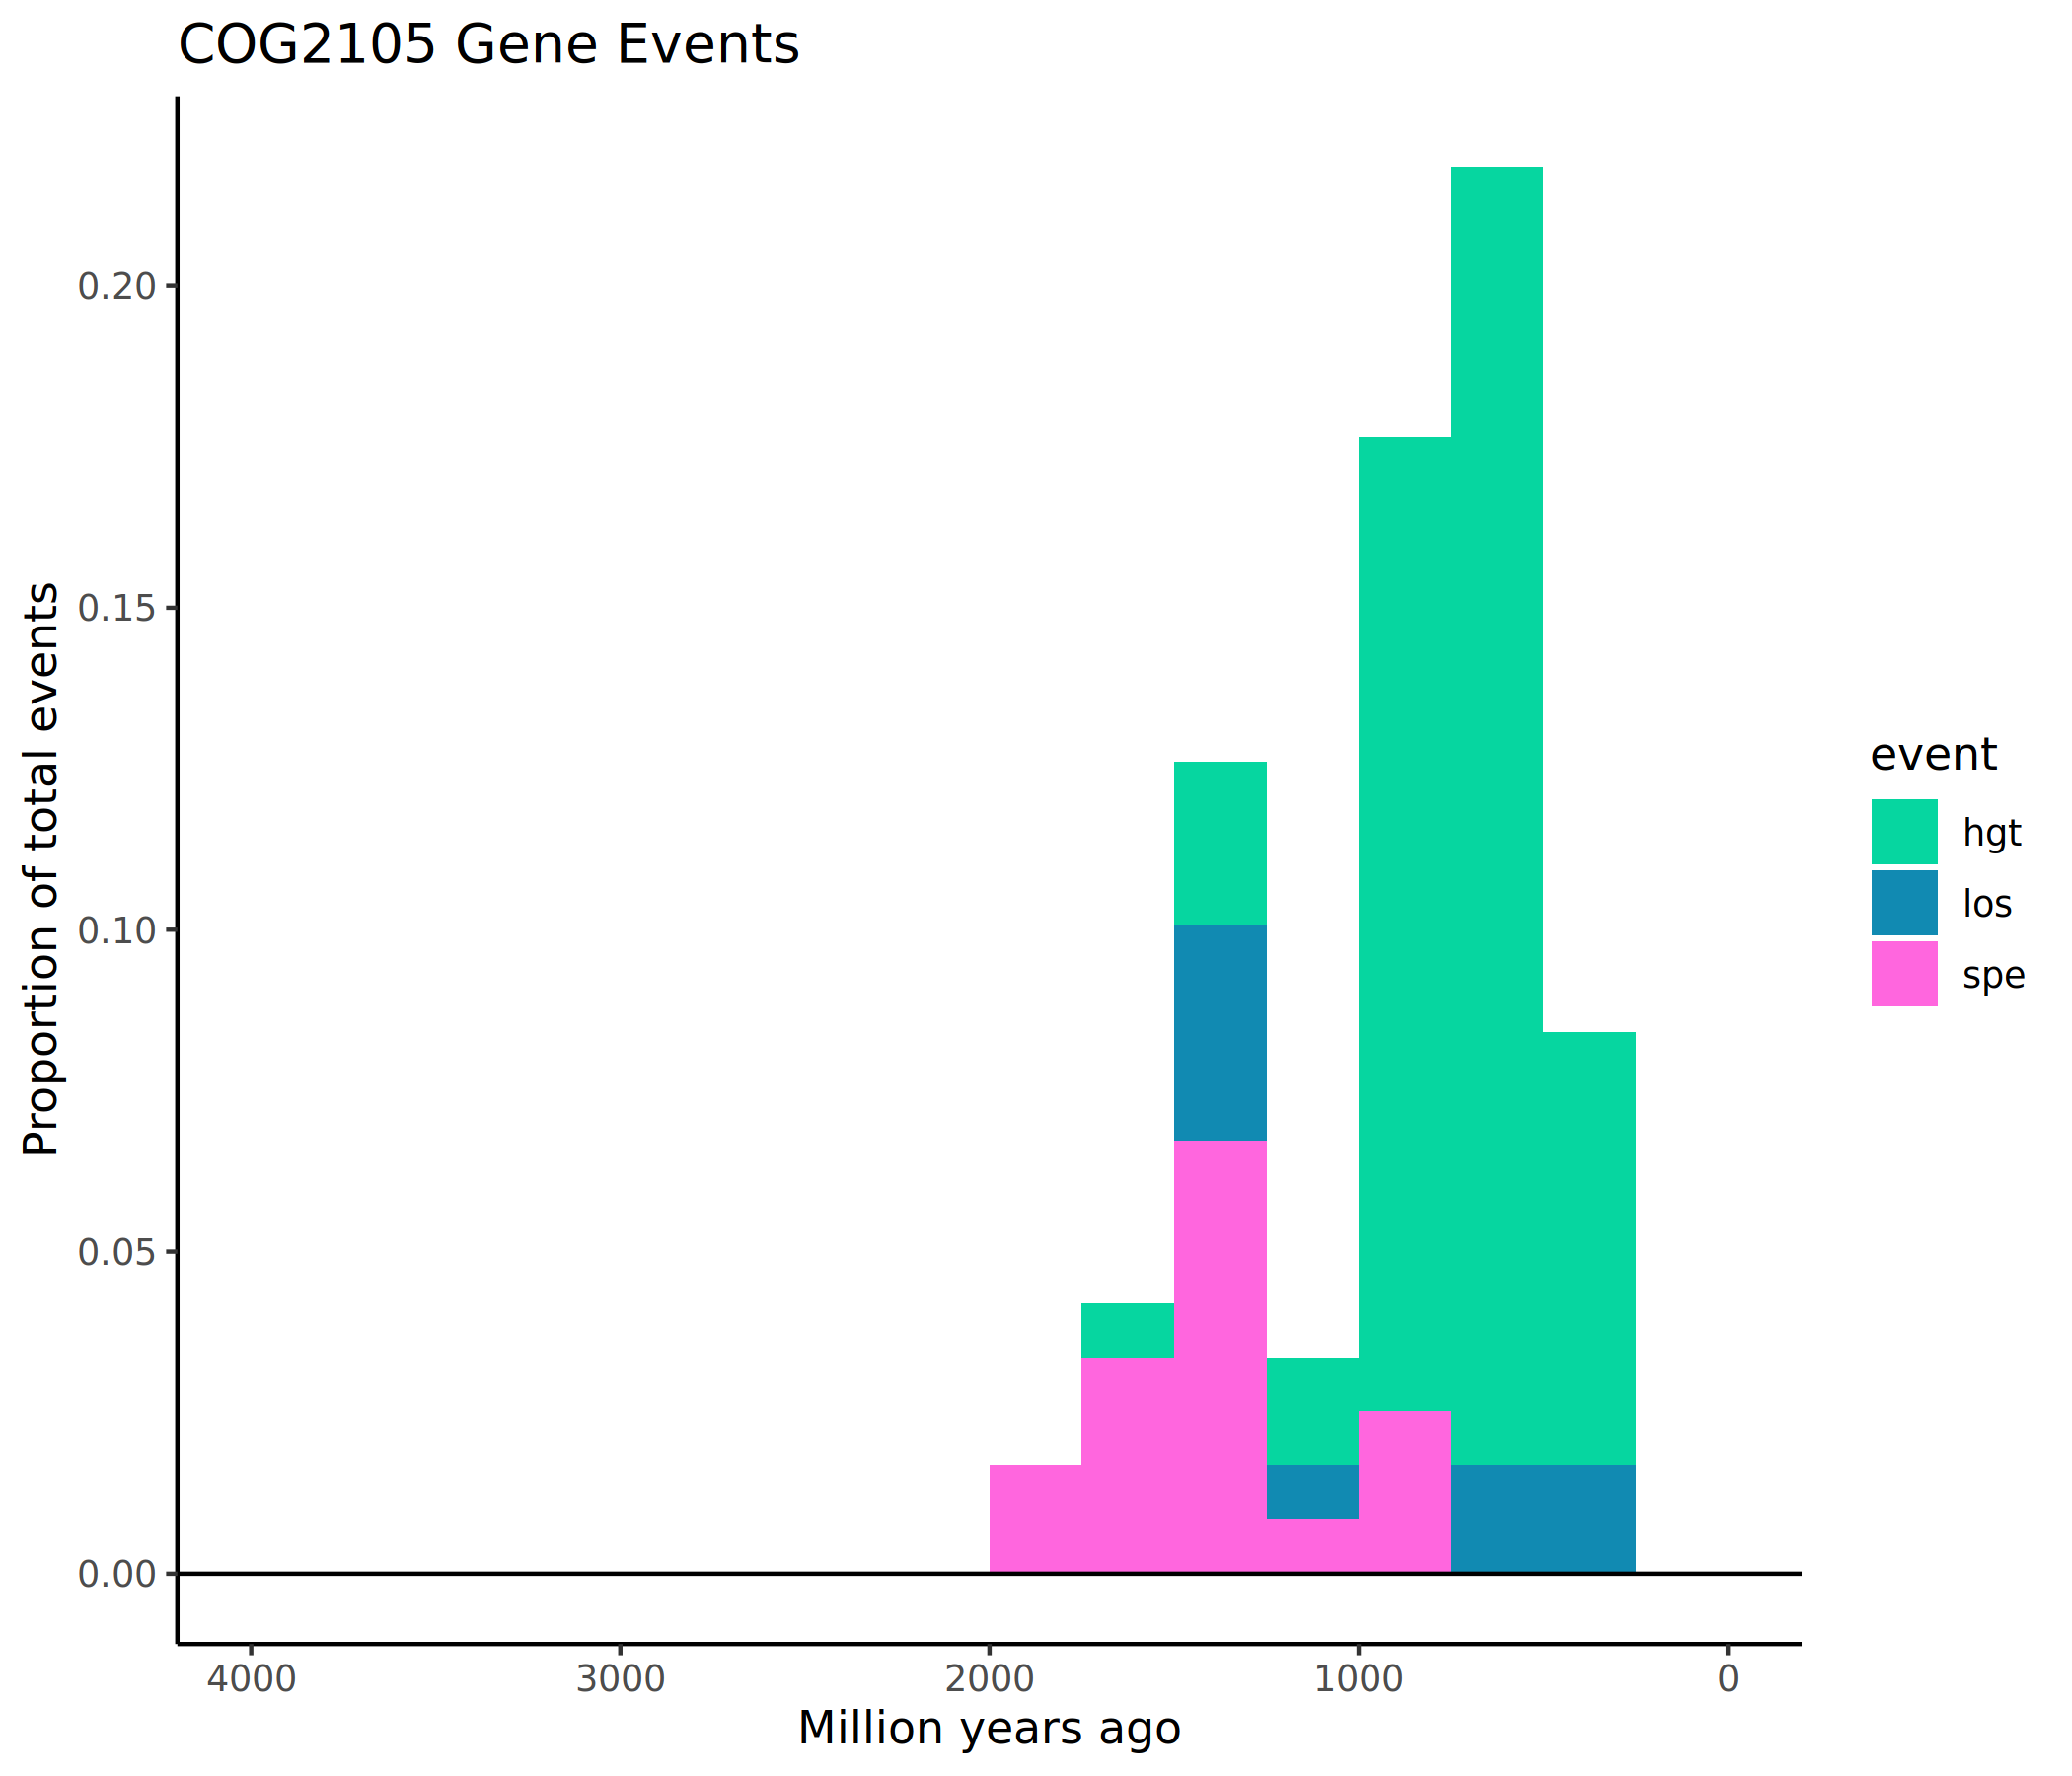 COG2105 Gene Events
Proportion of total events
0.20
0.15
0.10
0.05
0.00
4000 3000 2000 1000 0
Million years ago
event
hgt
los
spe